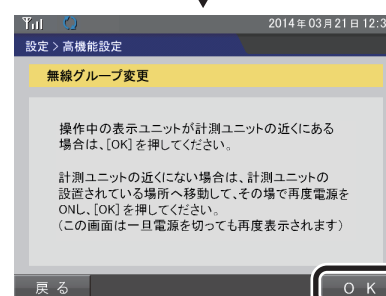 2014年03月21日12:3
設定 > 高機能設定
無線グループ変更
操作中の表示ユニットが計測ユニットの近くにある
場合は、[OK]を押してください。
計測ユニットの近くにない場合は、計測ユニットの
設置されている場所へ移動して、その場で再度電源を
ONし、[OK]を押してください。
(この画面は一旦電源を切っても再度表示されます)
戻る
OK